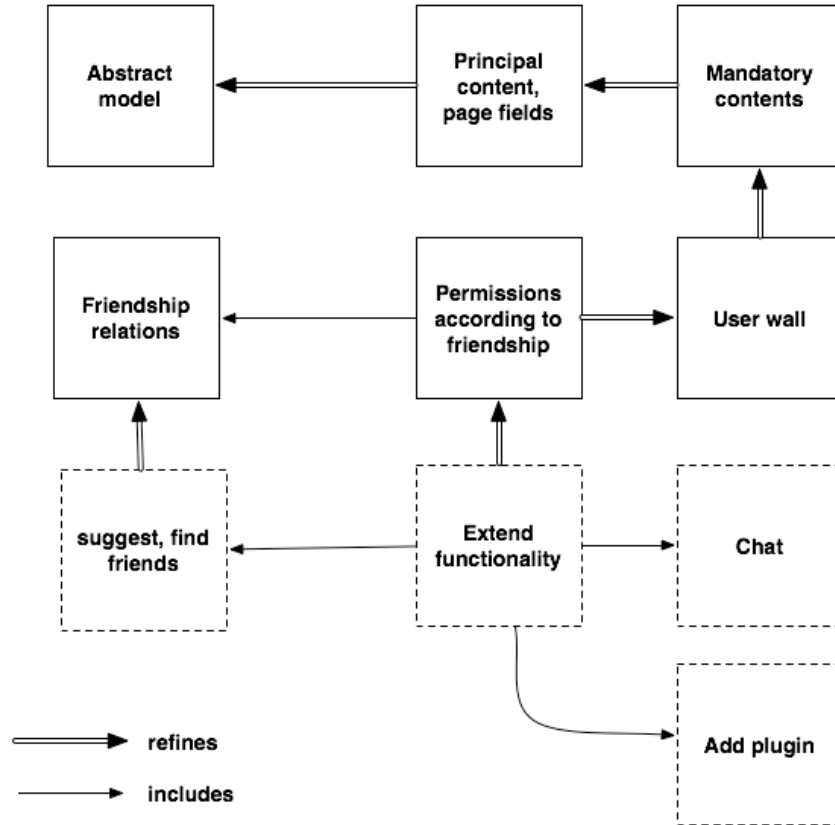 Abstract
model
Principal
content,
page fields
Mandatory
contents
Friendship
relations
Permissions
according to
friendship
User wall
suggest, find
friends
Extend
functionality
Chat
Add plugin
refines
includes